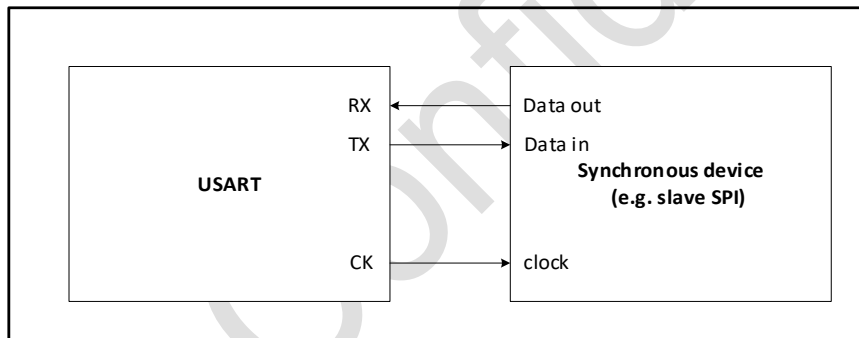 RX
Data out
TX
Data in
USART
Synchronous device
(e.g. slave SPI)
CK
clock